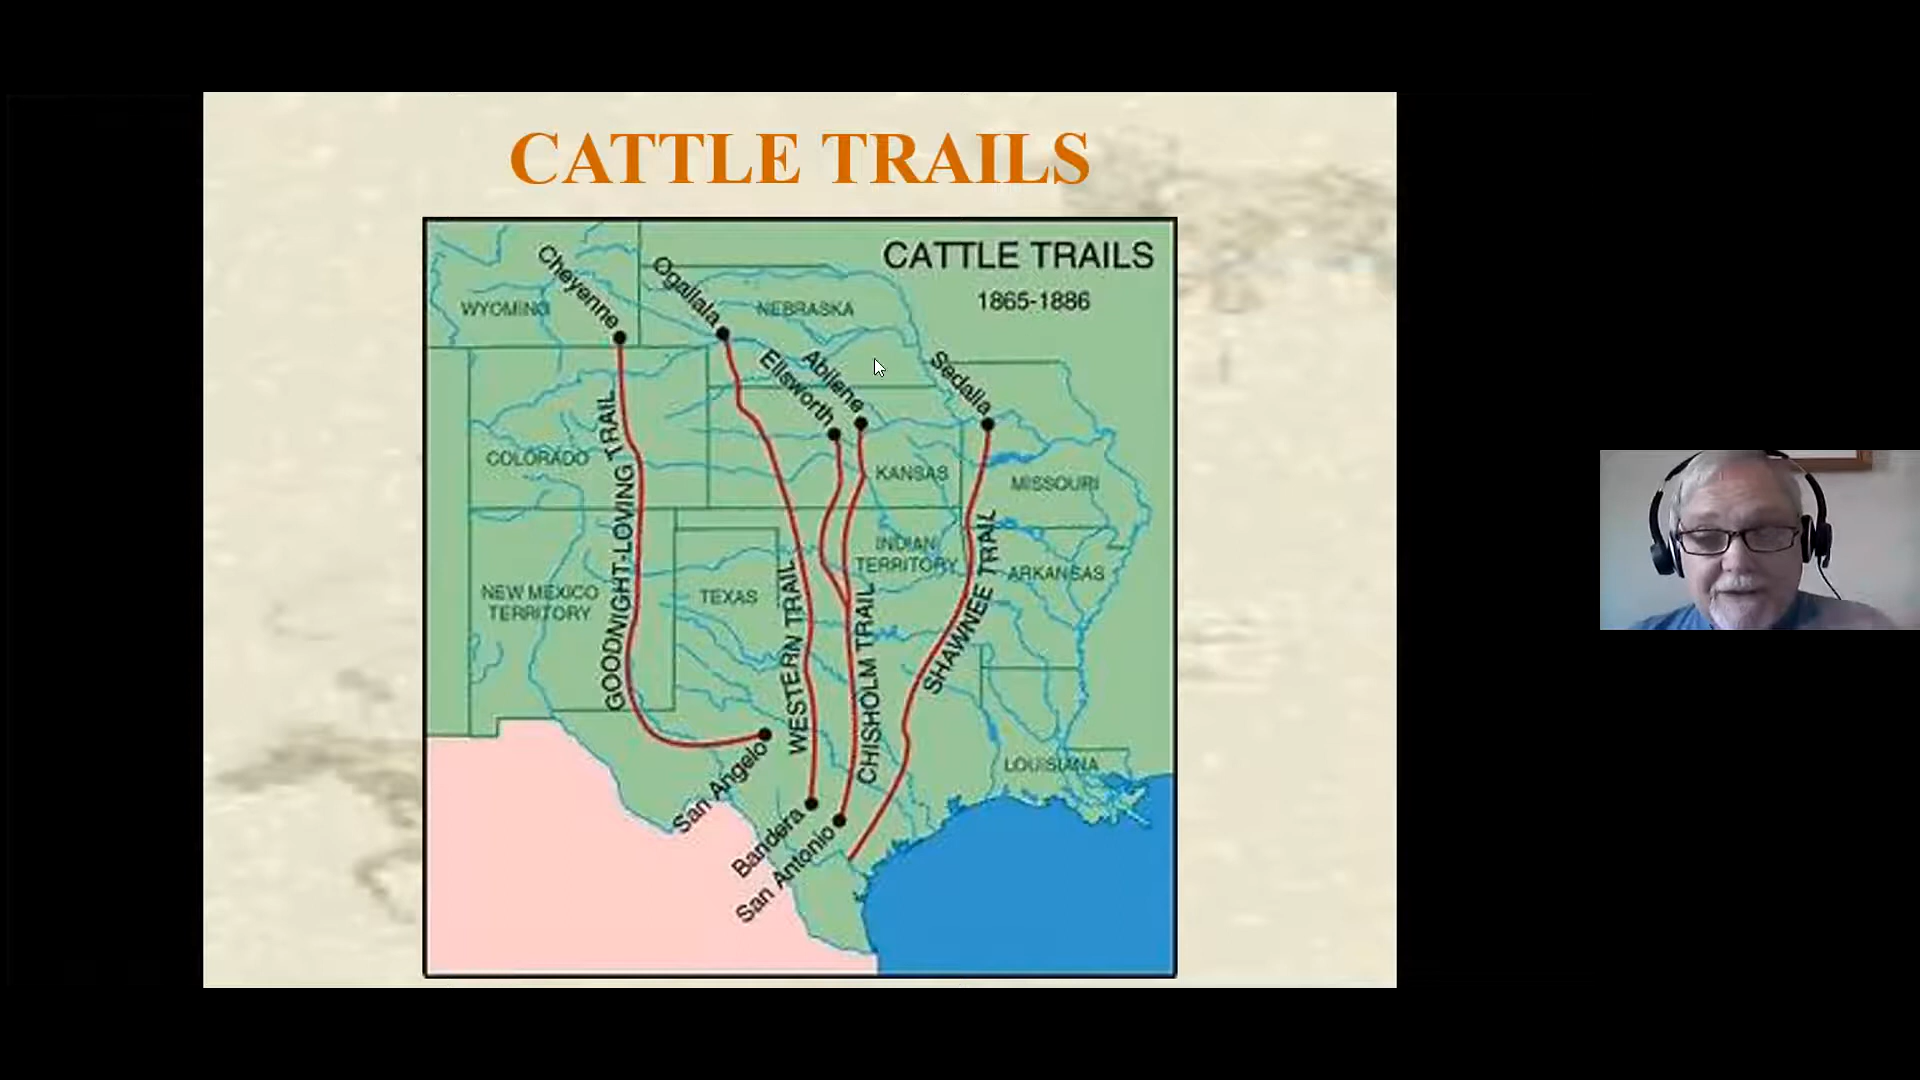 CATTLE TRAILS
CATTLE TRAILS
1865-1886
Cheyenne
Ogallala
WYOMING
NEBRASKA
Ellsworth
Abilene
Sedalia
COLORADO
KANSAS
MISSOURI
GOODNIGHT-LOVING TRAIL
INDIAN
TERRITORY
ARKANSAS
NEW MEXICO
TERRITORY
TEXAS
WESTERN TRAIL
CHISHOLM TRAIL
SHAWNEE TRAIL
LOUISIANA
San Angelo
Bandera
San Antonio